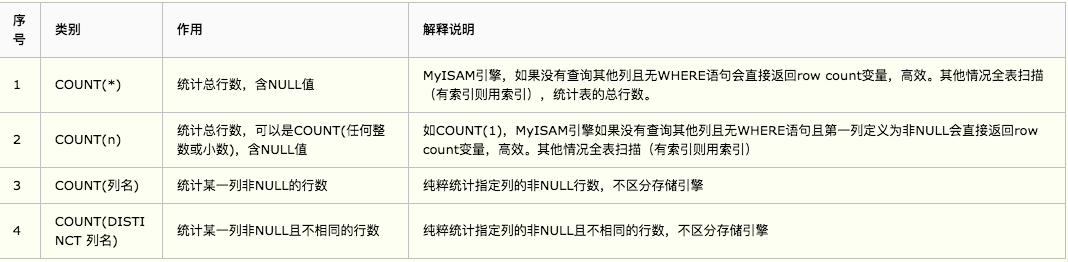 序
号
类别
作用
解释说明
1
COUNT(*)
统计总行数，含NULL值
MyISAM引擎，如果没有查询其他列且无WHERE语句会直接返回row count变量，高效。其他情况全表扫描
（有索引则用索引），统计表的总行数。
2
COUNT(n)
统计总行数，可以是COUNT(任何整
数或小数)，含NULL值
如COUNT(1)，MyISAM引擎如果没有查询其他列且无WHERE语句且第一列定义为非NULL会直接返回row
count变量，高效。其他情况全表扫描（有索引则用索引）
3
COUNT(列名)
统计某一列非NULL的行数
纯粹统计指定列的非NULL行数，不区分存储引擎
4
COUNT(DISTI
NCT 列名)
统计某一列非NULL且不相同的行数
纯粹统计指定列的非NULL且不相同的行数，不区分存储引擎